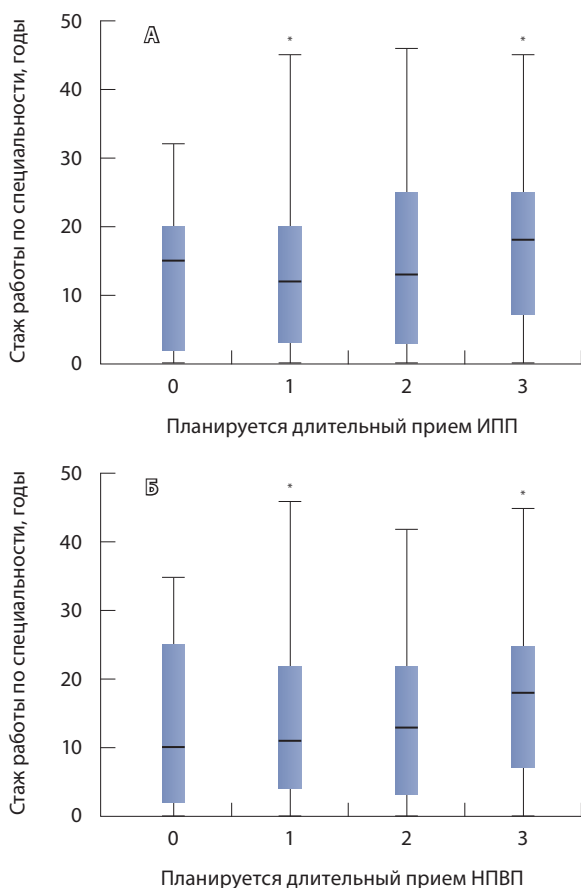 А
Стаж работы по специальности, годы
50
*
*
40
30
20
10
0
0 1 2 3
Планируется длительный прием ИПП
Б
Стаж работы по специальности, годы
50
*
*
40
30
20
10
0
0 1 2 3
Планируется длительный прием НПВП